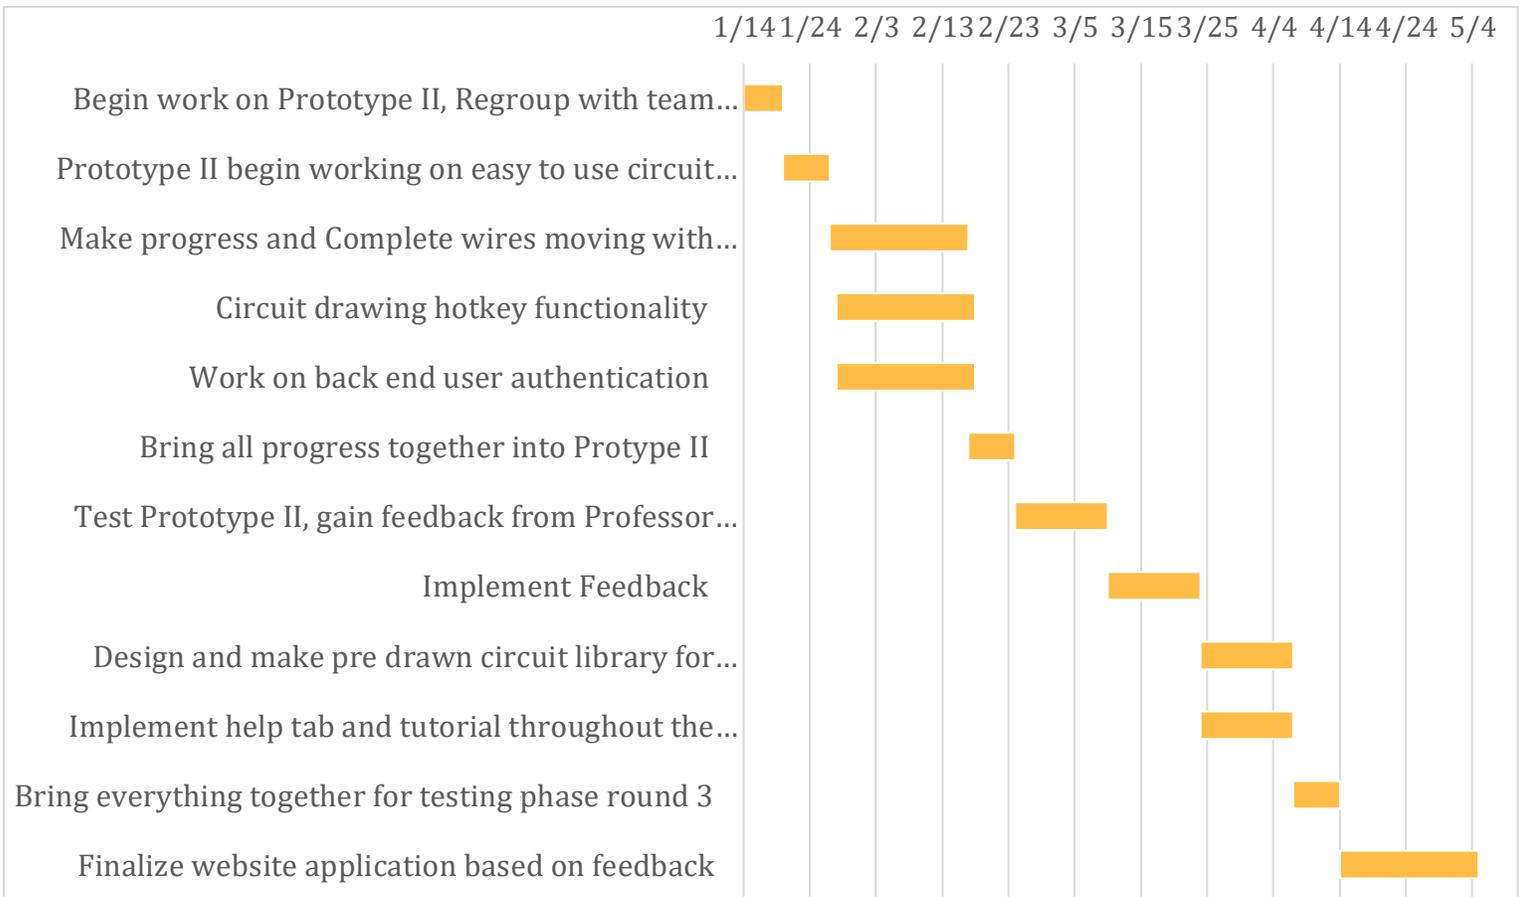 1/14 1/24 2/3 2/13 2/23 3/5 3/15 3/25 4/4 4/14 4/24 5/4
Begin work on Prototype II, Regroup with team...
Prototype II begin working on easy to use circuit...
Make progress and Complete wires moving with...
Circuit drawing hotkey functionality
Work on back end user authentication
Bring all progress together into Protype II
Test Prototype II, gain feedback from Professor...
Implement Feedback
Design and make pre drawn circuit library for...
Implement help tab and tutorial throughout the...
Bring everything together for testing phase round 3
Finalize website application based on feedback